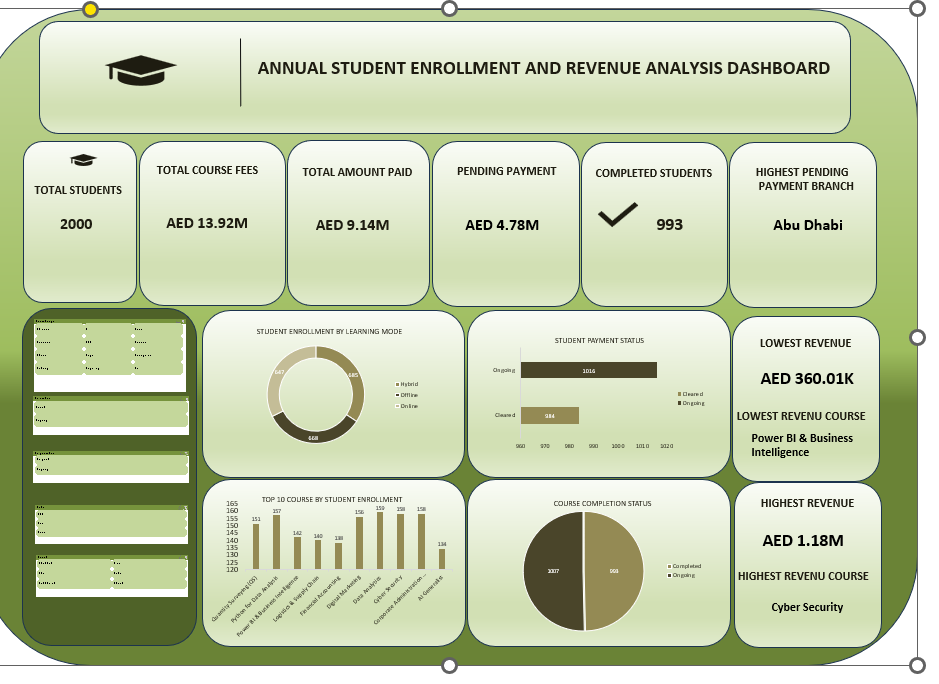 ANNUAL STUDENT ENROLLMENT AND REVENUE ANALYSIS DASHBOARD
TOTAL STUDENTS
2000
TOTAL COURSE FEES
AED 13.92M
TOTAL AMOUNT PAID
AED 9.14M
PENDING PAYMENT
AED 4.78M
COMPLETED STUDENTS
993
HIGHEST PENDING
PAYMENT BRANCH
Abu Dhabi
STUDENT ENROLLMENT BY LEARNING MODE
647
685
668
Hybrid
Offline
Online
STUDENT PAYMENT STATUS
Ongoing
1016
Cleared
984
Cleared
Ongoing
960 970 980 990 1000 1010 1020
LOWEST REVENUE
AED 360.01K
LOWEST REVENU COURSE
Power BI & Business
Intelligence
TOP 10 COURSE BY STUDENT ENROLLMENT
165
160
155
150
145
140
135
130
125
120
151
157
142
140
138
156
159
158
158
134
Quantity Surveying (QS)
Python for Data Analysis
Power BI & Business Intelligence
Logistics & Supply Chain
Financial Accounting
Digital Marketing
Data Analytics
Cyber Security
Corporate Administration…
AI Generalist
COURSE COMPLETION STATUS
1007
993
Completed
Ongoing
HIGHEST REVENUE
AED 1.18M
HIGHEST REVENU COURSE
Cyber Security